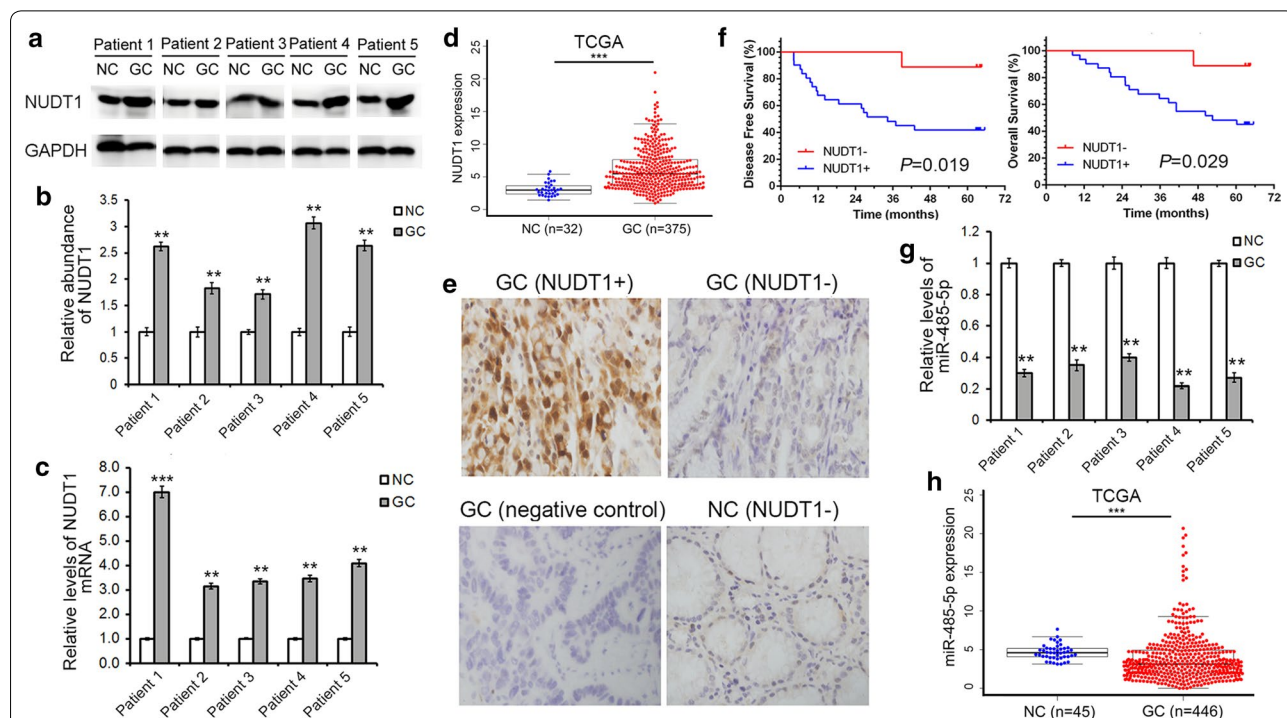 a
Patient 1 Patient 2 Patient 3 Patient 4 Patient 5
NC GC NC GC NC GC NC GC NC GC
NUDT1
GAPDH
b
Relative abundance
of NUDT1
3.5
3
2.5
2
1.5
1
0.5
0
** ** ** ** **
NC
GC
Patient 1 Patient 2 Patient 3 Patient 4 Patient 5
c
Relative levels of NUDT1
mRNA
8.0
7.0
6.0
5.0
4.0
3.0
2.0
1.0
0.0
*** ** ** ** **
NC
GC
Patient 1 Patient 2 Patient 3 Patient 4 Patient 5
d
TCGA
***
NUDT1 expression
25
20
15
10
5
0
NC (n=32) GC (n=375)
e
GC (NUDT1+) GC (NUDT1-)
GC (negative control) NC (NUDT1-)
f
Disease Free Survival (%)
100
80
60
40
20
0
NUDT1-
NUDT1+
P=0.019
0 12 24 36 48 60 72
Time (months)
Overall Survival (%)
100
80
60
40
20
0
NUDT1-
NUDT1+
P=0.029
0 12 24 36 48 60 72
Time (months)
g
Relative levels of
miR-485-5p
1.2
1
0.8
0.6
0.4
0.2
0
** ** ** ** **
NC
GC
Patient 1 Patient 2 Patient 3 Patient 4 Patient 5
h
TCGA
***
miR-485-5p expression
25
20
15
10
5
0
NC (n=45) GC (n=446)